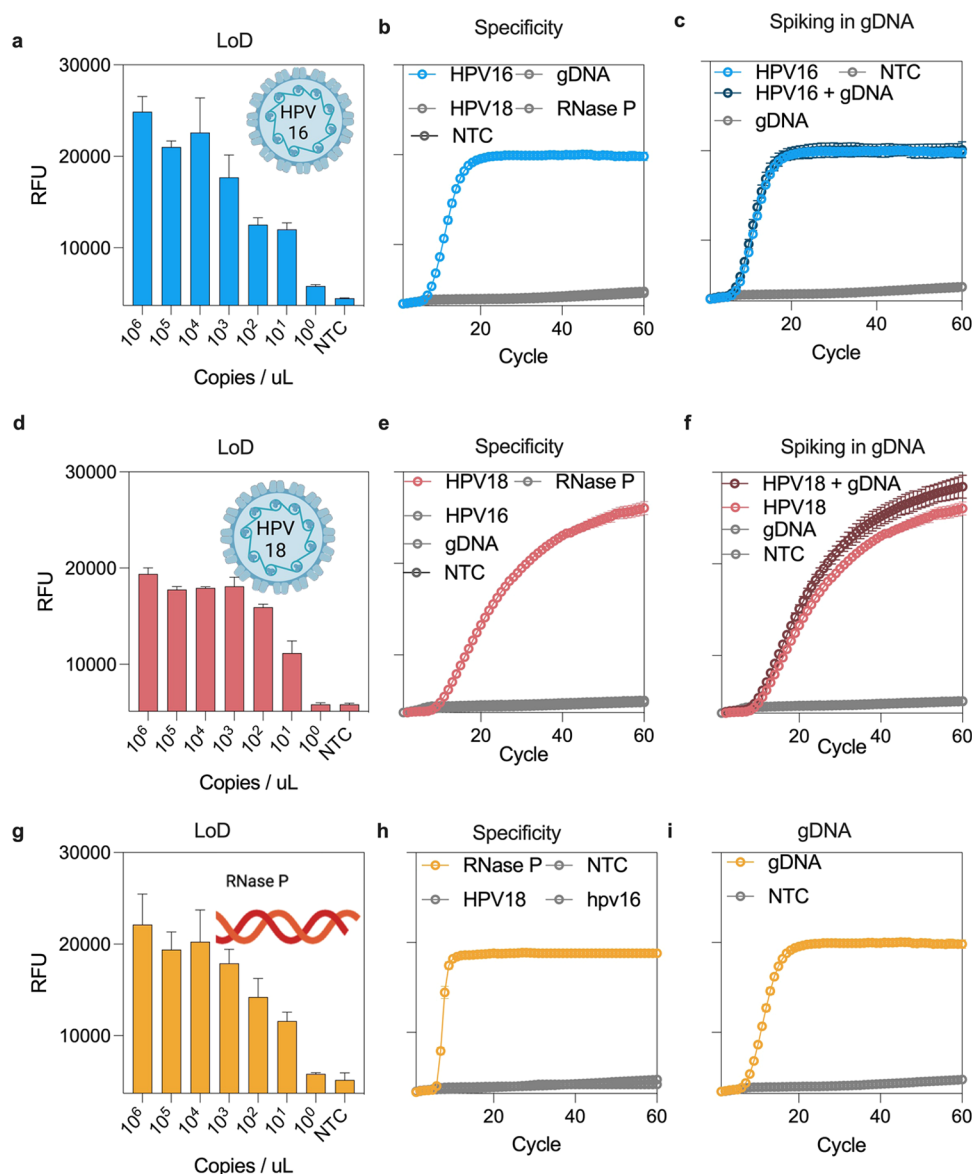 a
LoD
30000
20000
10000
RFU
HPV
16
10⁶ 10⁵ 10⁴ 10³ 10² 10¹ 10⁰ NTC
Copies / uL
b
Specificity
HPV16 gDNA
HPV18 RNase P
NTC
20 40 60
Cycle
c
Spiking in gDNA
HPV16 NTC
HPV16 + gDNA
gDNA
20 40 60
Cycle
d
LoD
30000
20000
10000
RFU
HPV
18
10⁶ 10⁵ 10⁴ 10³ 10² 10¹ 10⁰ NTC
Copies / uL
e
Specificity
HPV18 RNase P
HPV16
gDNA
NTC
20 40 60
Cycle
f
Spiking in gDNA
HPV18 + gDNA
HPV18
gDNA
NTC
20 40 60
Cycle
g
LoD
30000
20000
10000
RFU
RNase P
10⁶ 10⁵ 10⁴ 10³ 10² 10¹ 10⁰ NTC
Copies / uL
h
Specificity
RNase P NTC
HPV18 hpv16
20 40 60
Cycle
i
gDNA
gDNA
NTC
20 40 60
Cycle